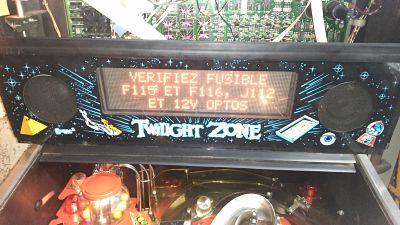 VERIFIEZ FUSIBLE
F115 ET F116, J112
ET 12V OPTOS
TWILIGHT ZONE